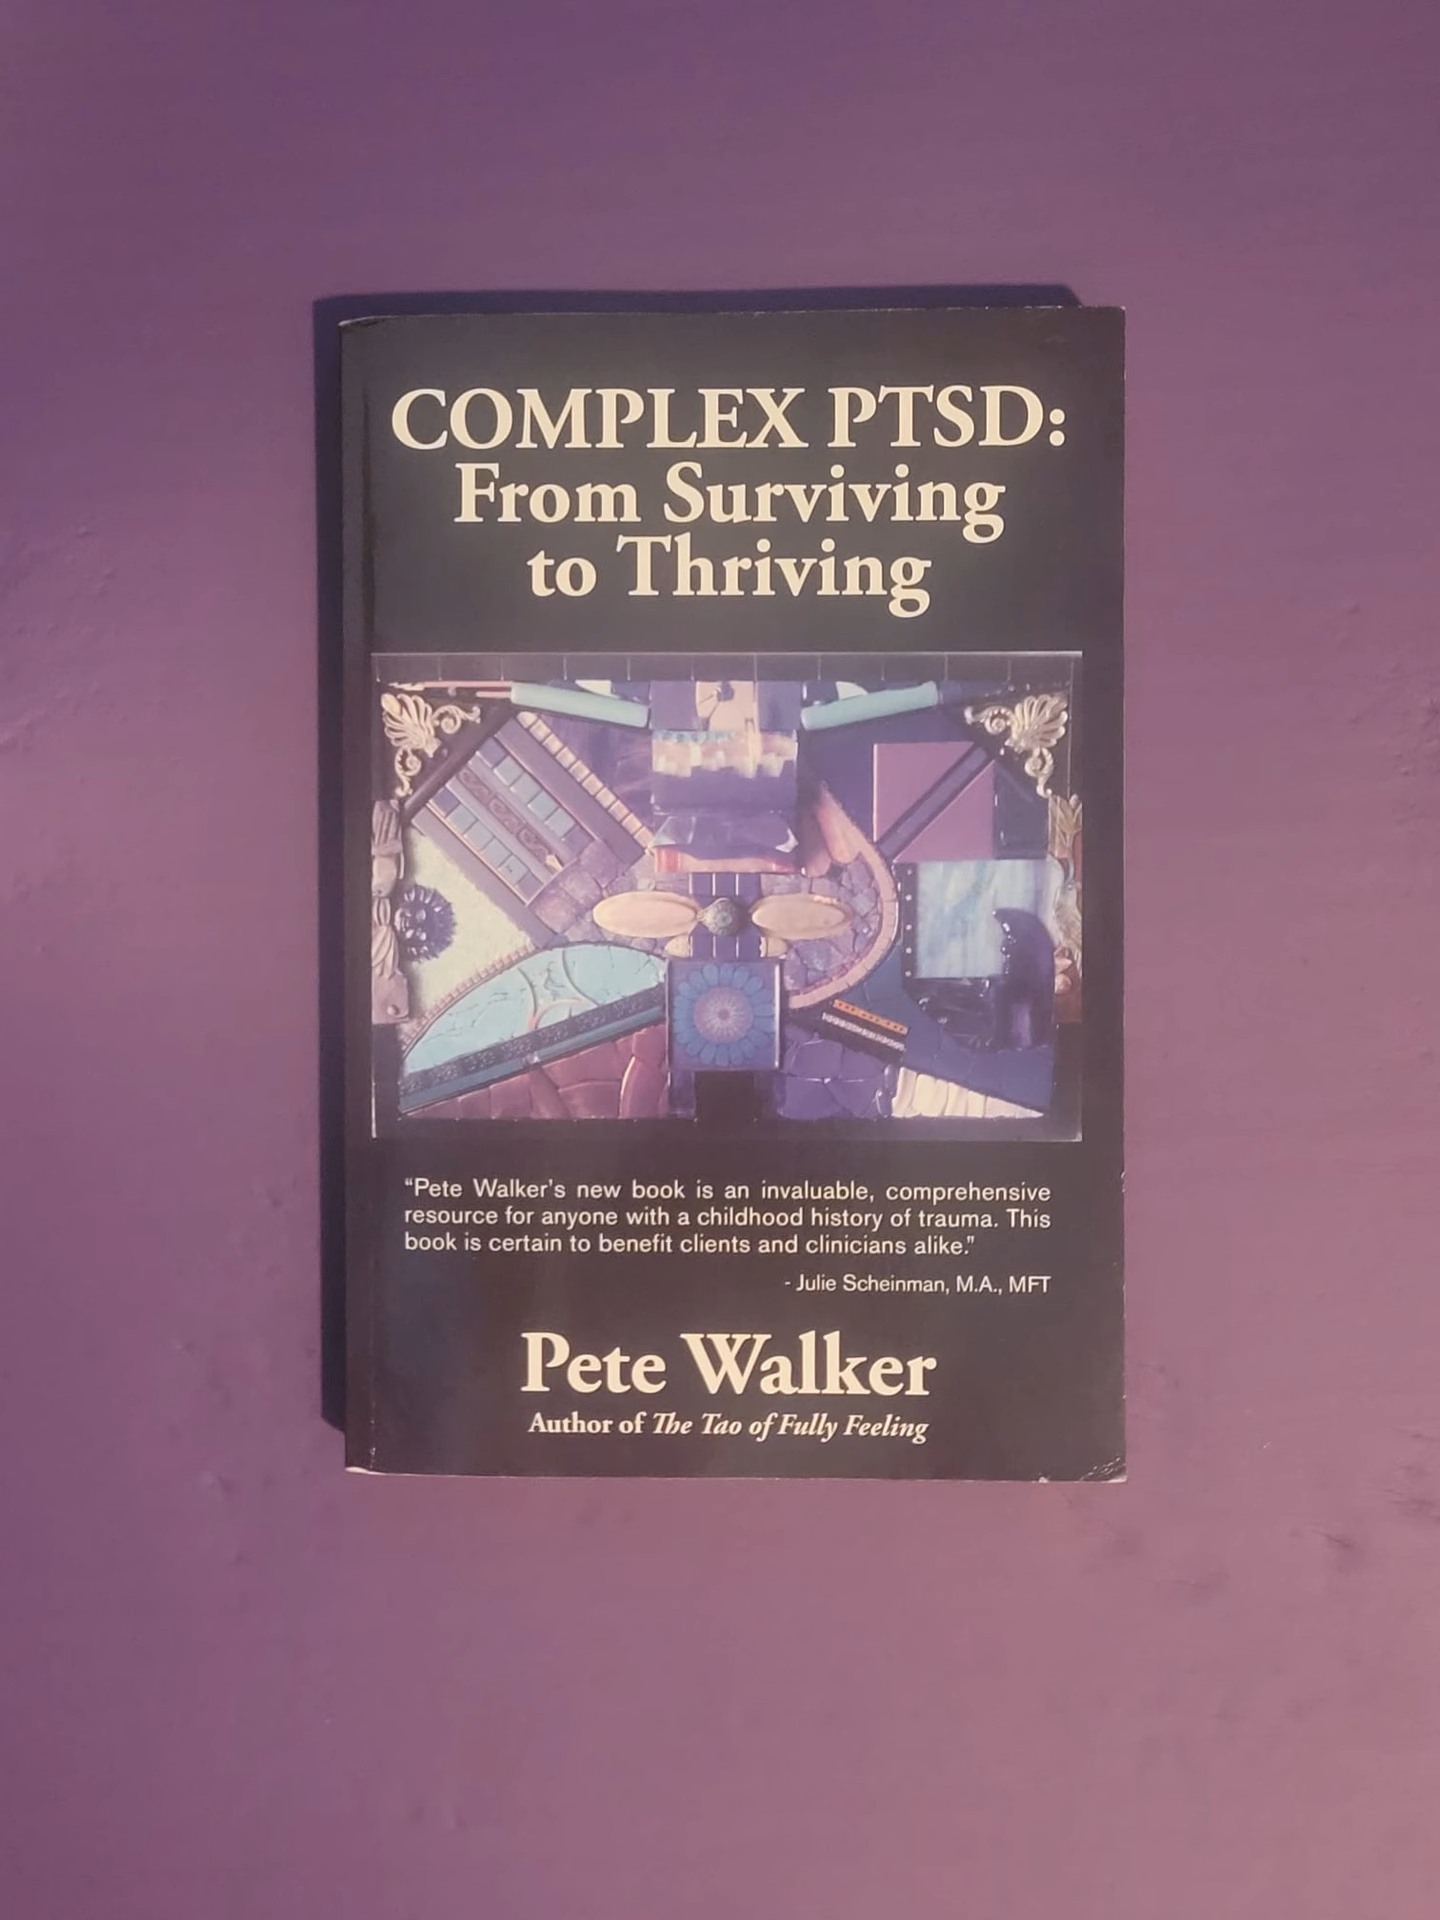 COMPLEX PTSD:
From Surviving
to Thriving
“Pete Walker’s new book is an invaluable, comprehensive
resource for anyone with a childhood history of trauma. This
book is certain to benefit clients and clinicians alike.”
- Julie Scheinman, M.A., MFT
Pete Walker
Author of The Tao of Fully Feeling